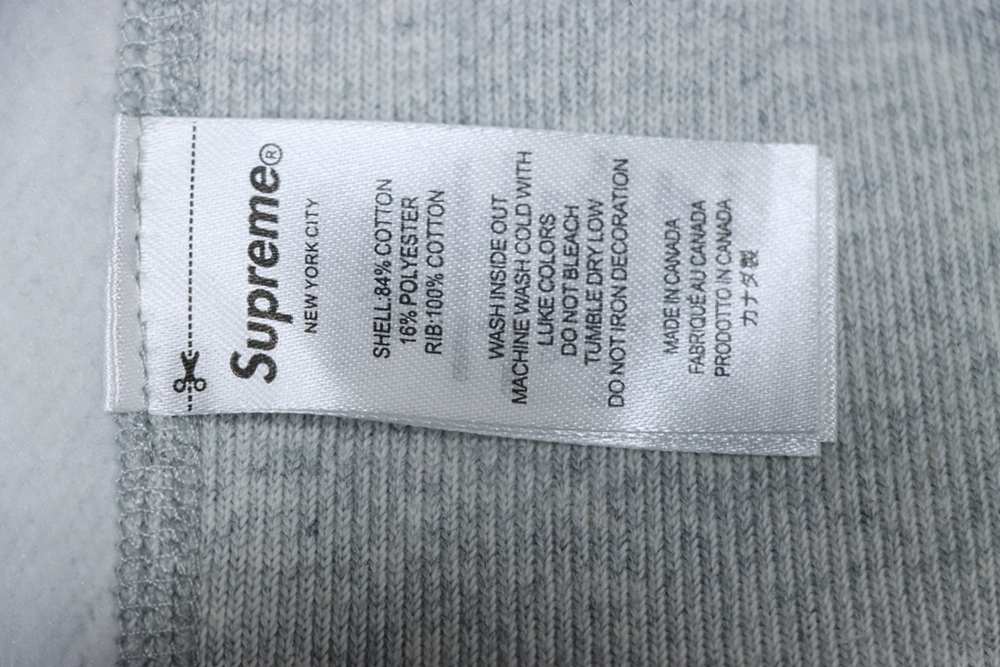 Supreme®
NEW YORK CITY
SHELL:84% COTTON
16% POLYESTER
RIB:100% COTTON
WASH INSIDE OUT
MACHINE WASH COLD WITH
LIKE COLORS
DO NOT BLEACH
TUMBLE DRY LOW
DO NOT IRON DECORATION
MADE IN CANADA
FABRIQUÉ AU CANADA
PRODOTTO IN CANADA
カナダ製